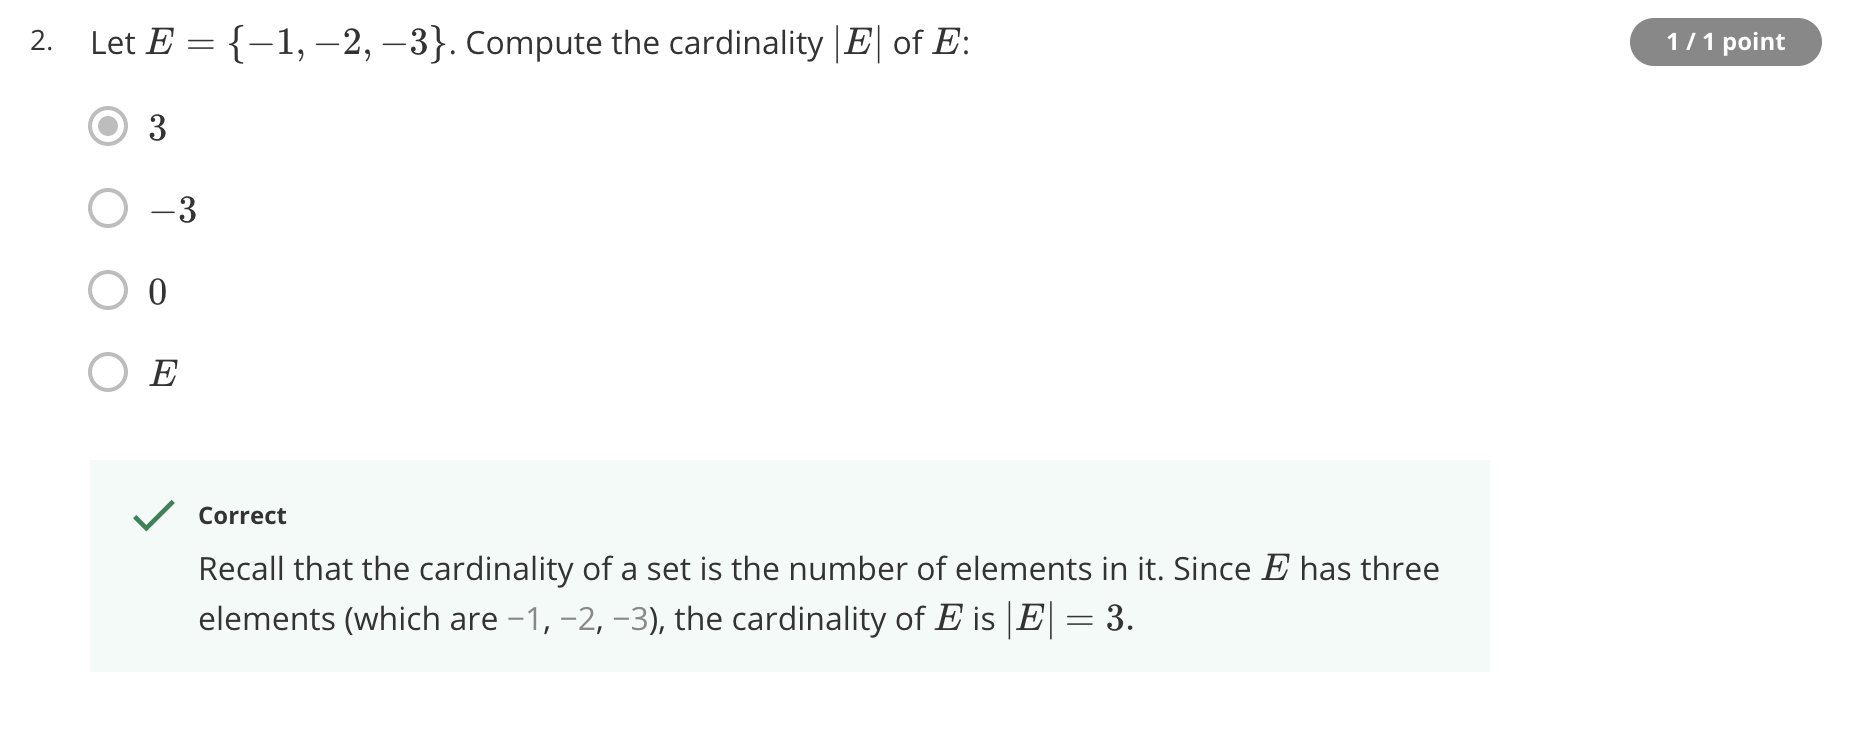 2. Let E = {−1, −2, −3}. Compute the cardinality |E| of E: 1 / 1 point
3
−3
0
E
Correct
Recall that the cardinality of a set is the number of elements in it. Since E has three
elements (which are −1, −2, −3), the cardinality of E is |E| = 3.